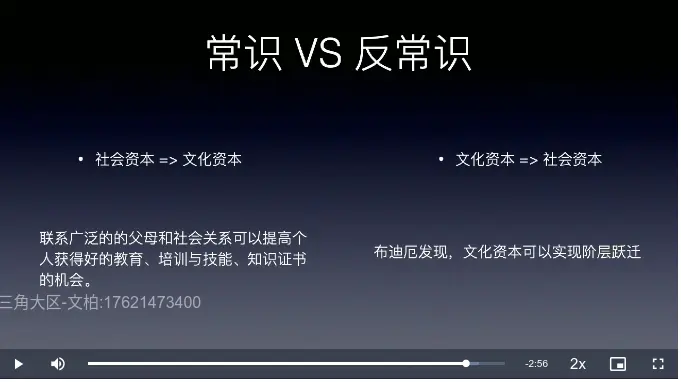 常识 VS 反常识
• 社会资本 => 文化资本
• 文化资本 => 社会资本
联系广泛的的父母和社会关系可以提高个
人获得好的教育、培训与技能、知识证书
的机会。
布迪厄发现，文化资本可以实现阶层跃迁
三角大区-文柏:17621473400
-2:56
2x